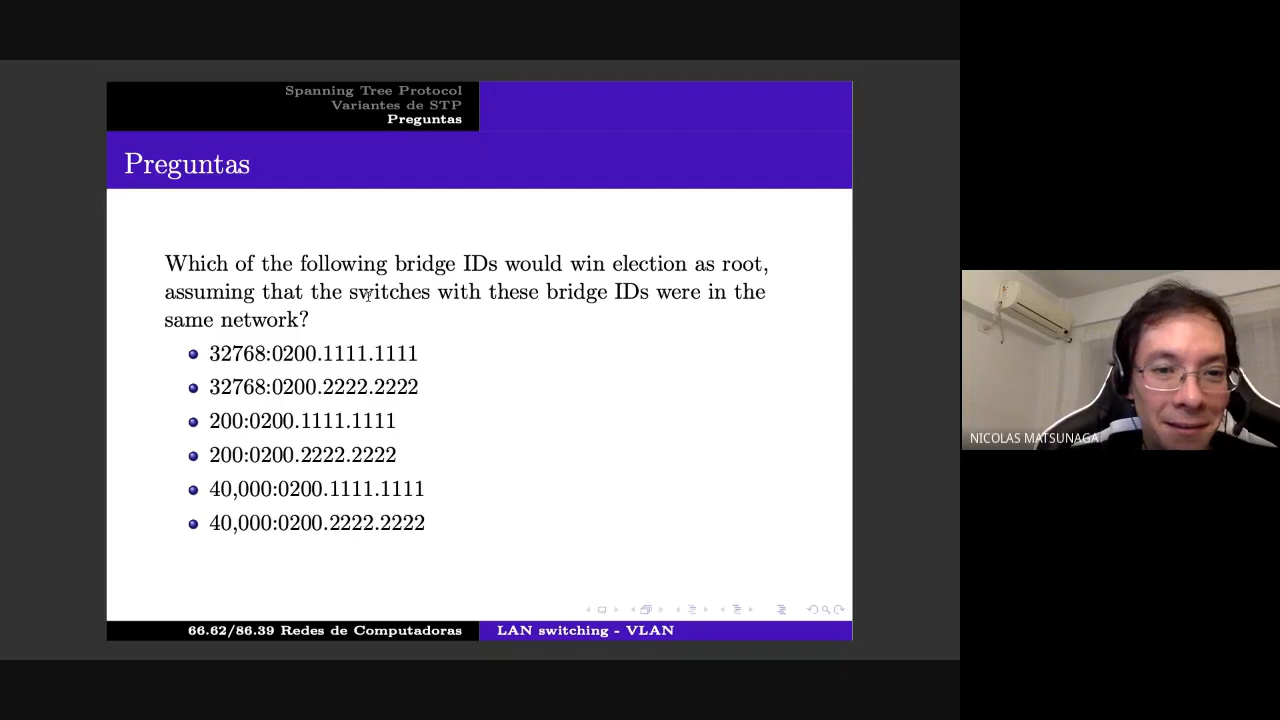 Spanning Tree Protocol
Variantes de STP
Preguntas
Preguntas
Which of the following bridge IDs would win election as root,
assuming that the switches with these bridge IDs were in the
same network?
32768:0200.1111.1111
32768:0200.2222.2222
200:0200.1111.1111
200:0200.2222.2222
40,000:0200.1111.1111
40,000:0200.2222.2222
66.62/86.39 Redes de Computadoras
LAN switching - VLAN
NICOLAS MATSUNAGA